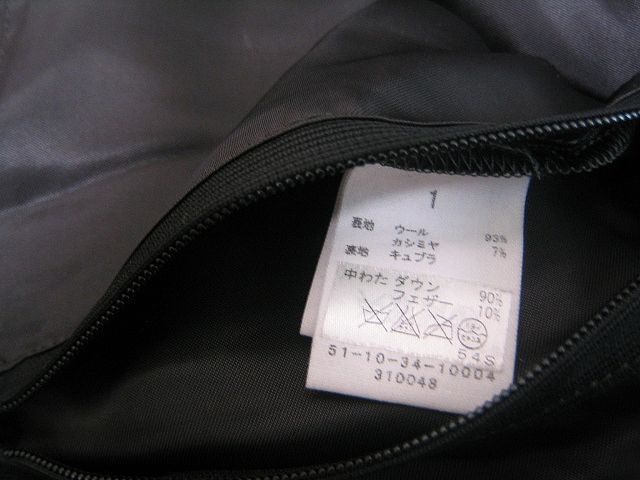 1
表地 ウール 93%
カシミヤ 7%
裏地 キュプラ
中わた ダウン 90%
フェザー 10%
54S
51-10-34-10004
310048